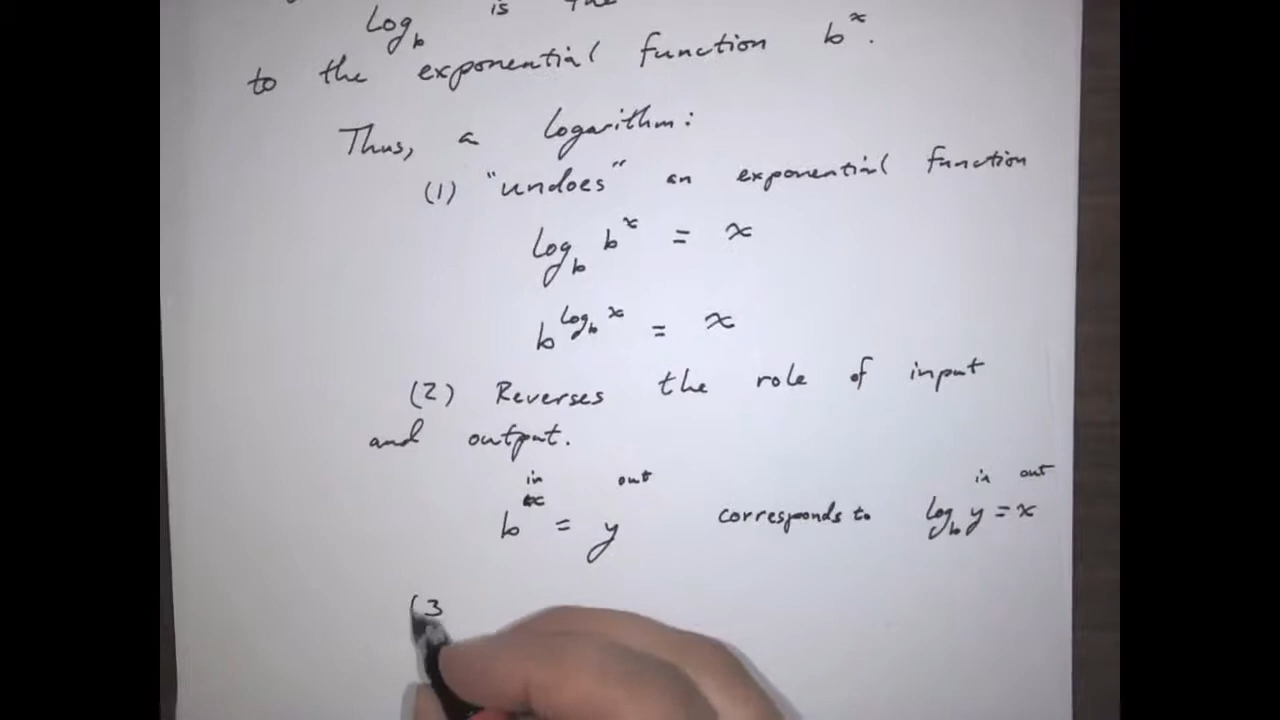 log_b is the
to the exponential function b^x.
Thus, a logarithm:
(1) "undoes" an exponential function
log_b b^x = x
b^(log_b x) = x
(2) Reverses the role of input
and output.
in out in out
b^x = y corresponds to log_b y = x
(3